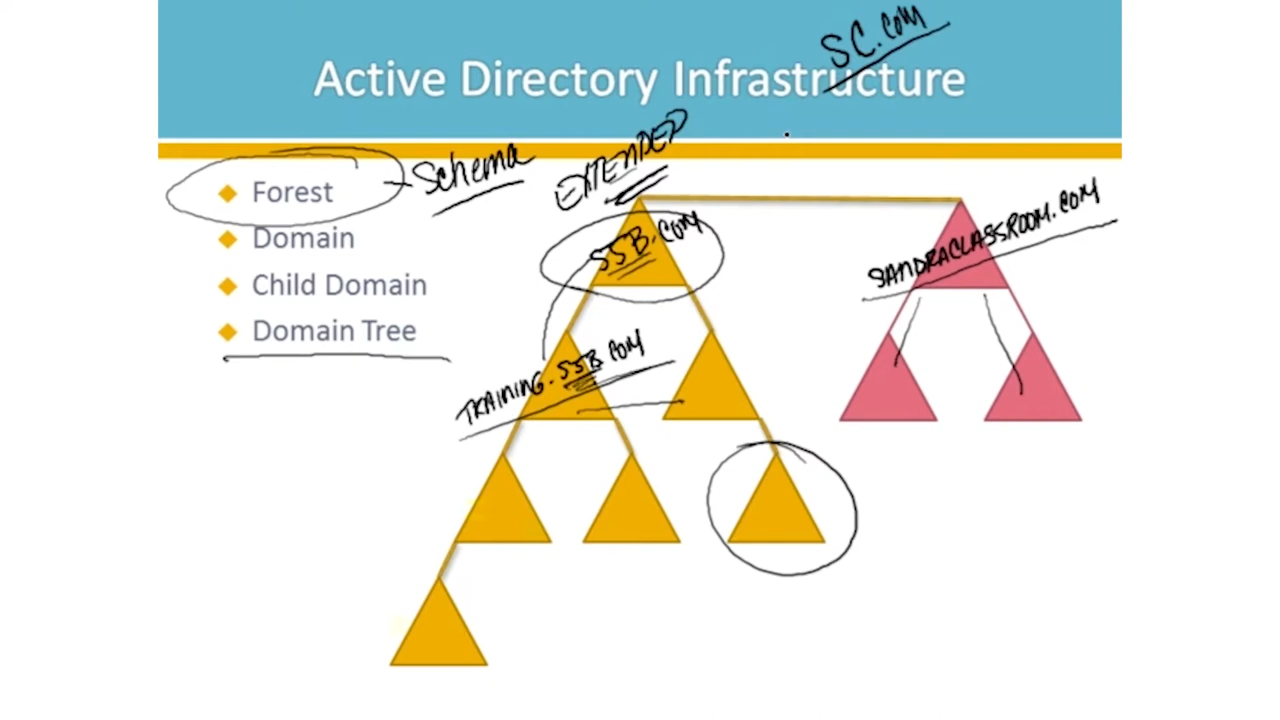 SC.COM
Active Directory Infrastructure
EXTENDED
Schema
Forest
Domain
Child Domain
Domain Tree
SSB.COM
SANDRACLASSROOM.COM
TRAINING.SSB.COM